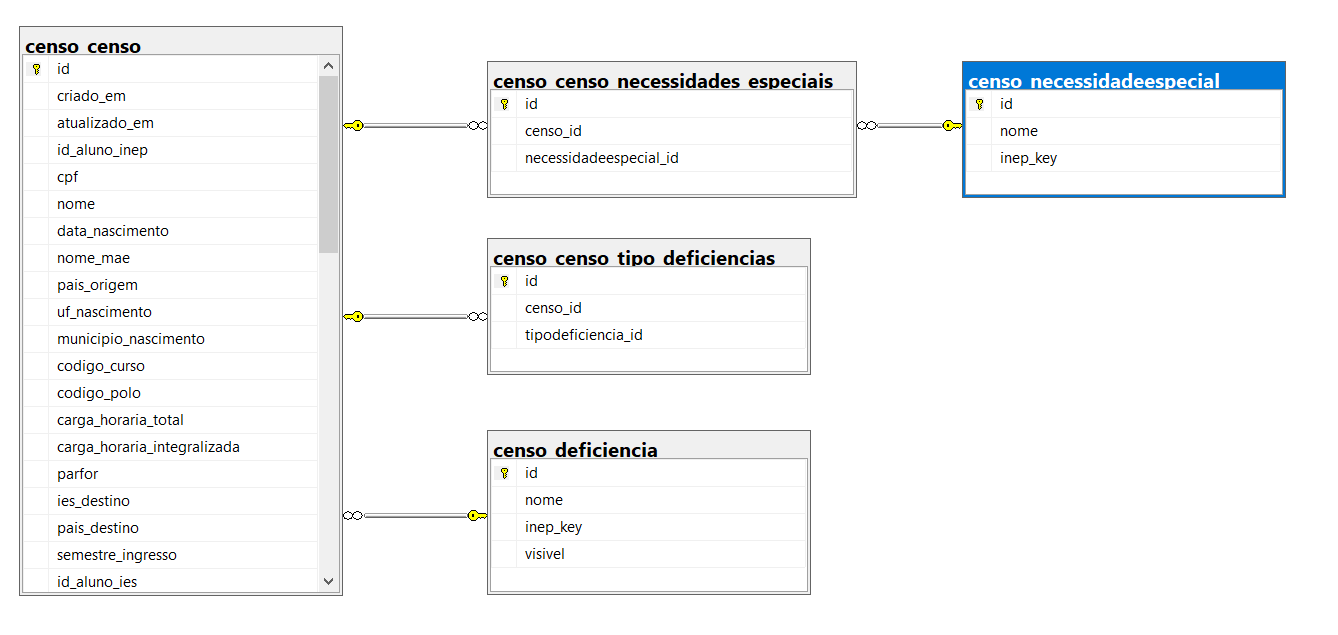 censo_censo
id
criado_em
atualizado_em
id_aluno_inep
cpf
nome
data_nascimento
nome_mae
pais_origem
uf_nascimento
municipio_nascimento
codigo_curso
codigo_polo
carga_horaria_total
carga_horaria_integralizada
parfor
ies_destino
pais_destino
semestre_ingresso
id_aluno_ies
censo_censo_necessidades_especiais
id
censo_id
necessidadeespecial_id
censo_necessidadeespecial
id
nome
inep_key
censo_censo_tipo_deficiencias
id
censo_id
tipodeficiencia_id
censo_deficiencia
id
nome
inep_key
visivel